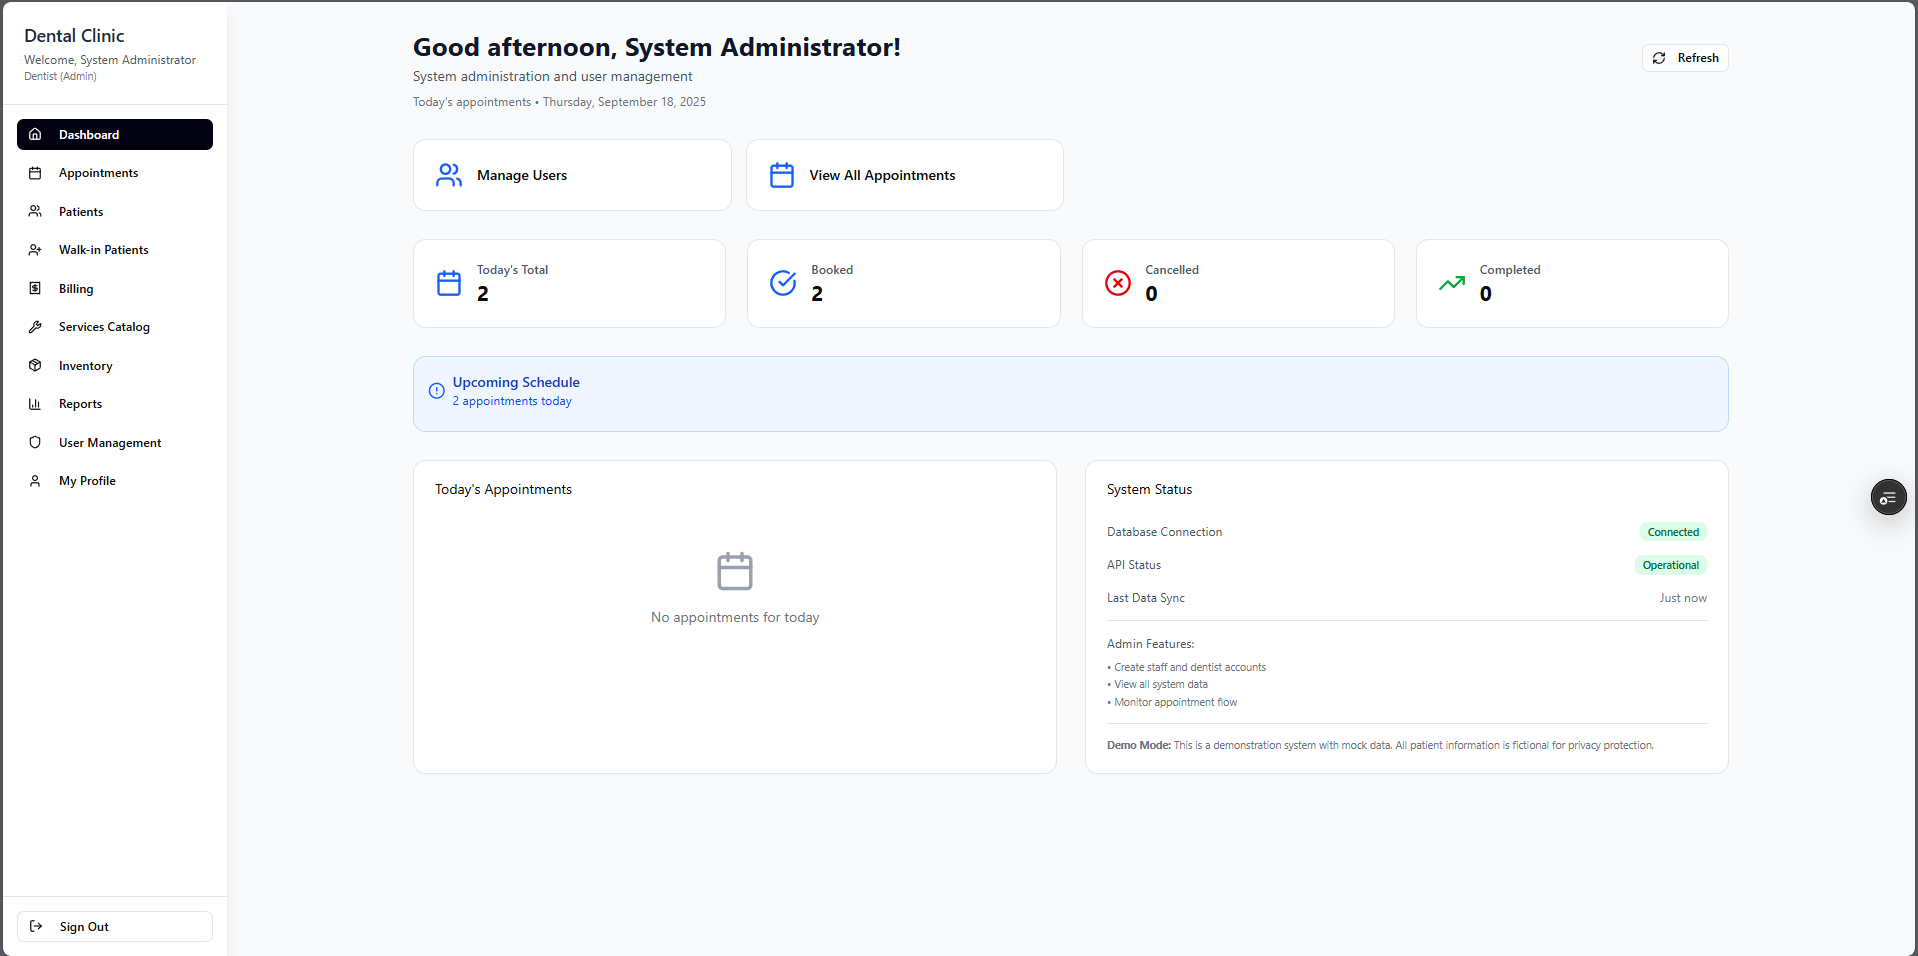 Dental Clinic
Welcome, System Administrator
Dentist (Admin)
Dashboard
Appointments
Patients
Walk-in Patients
Billing
Services Catalog
Inventory
Reports
User Management
My Profile
Sign Out
Good afternoon, System Administrator!
System administration and user management
Today's appointments • Thursday, September 18, 2025
Refresh
Manage Users
View All Appointments
Today's Total
2
Booked
2
Cancelled
0
Completed
0
Upcoming Schedule
2 appointments today
Today's Appointments
No appointments for today
System Status
Database Connection
Connected
API Status
Operational
Last Data Sync
Just now
Admin Features:
• Create staff and dentist accounts
• View all system data
• Monitor appointment flow
Demo Mode: This is a demonstration system with mock data. All patient information is fictional for privacy protection.